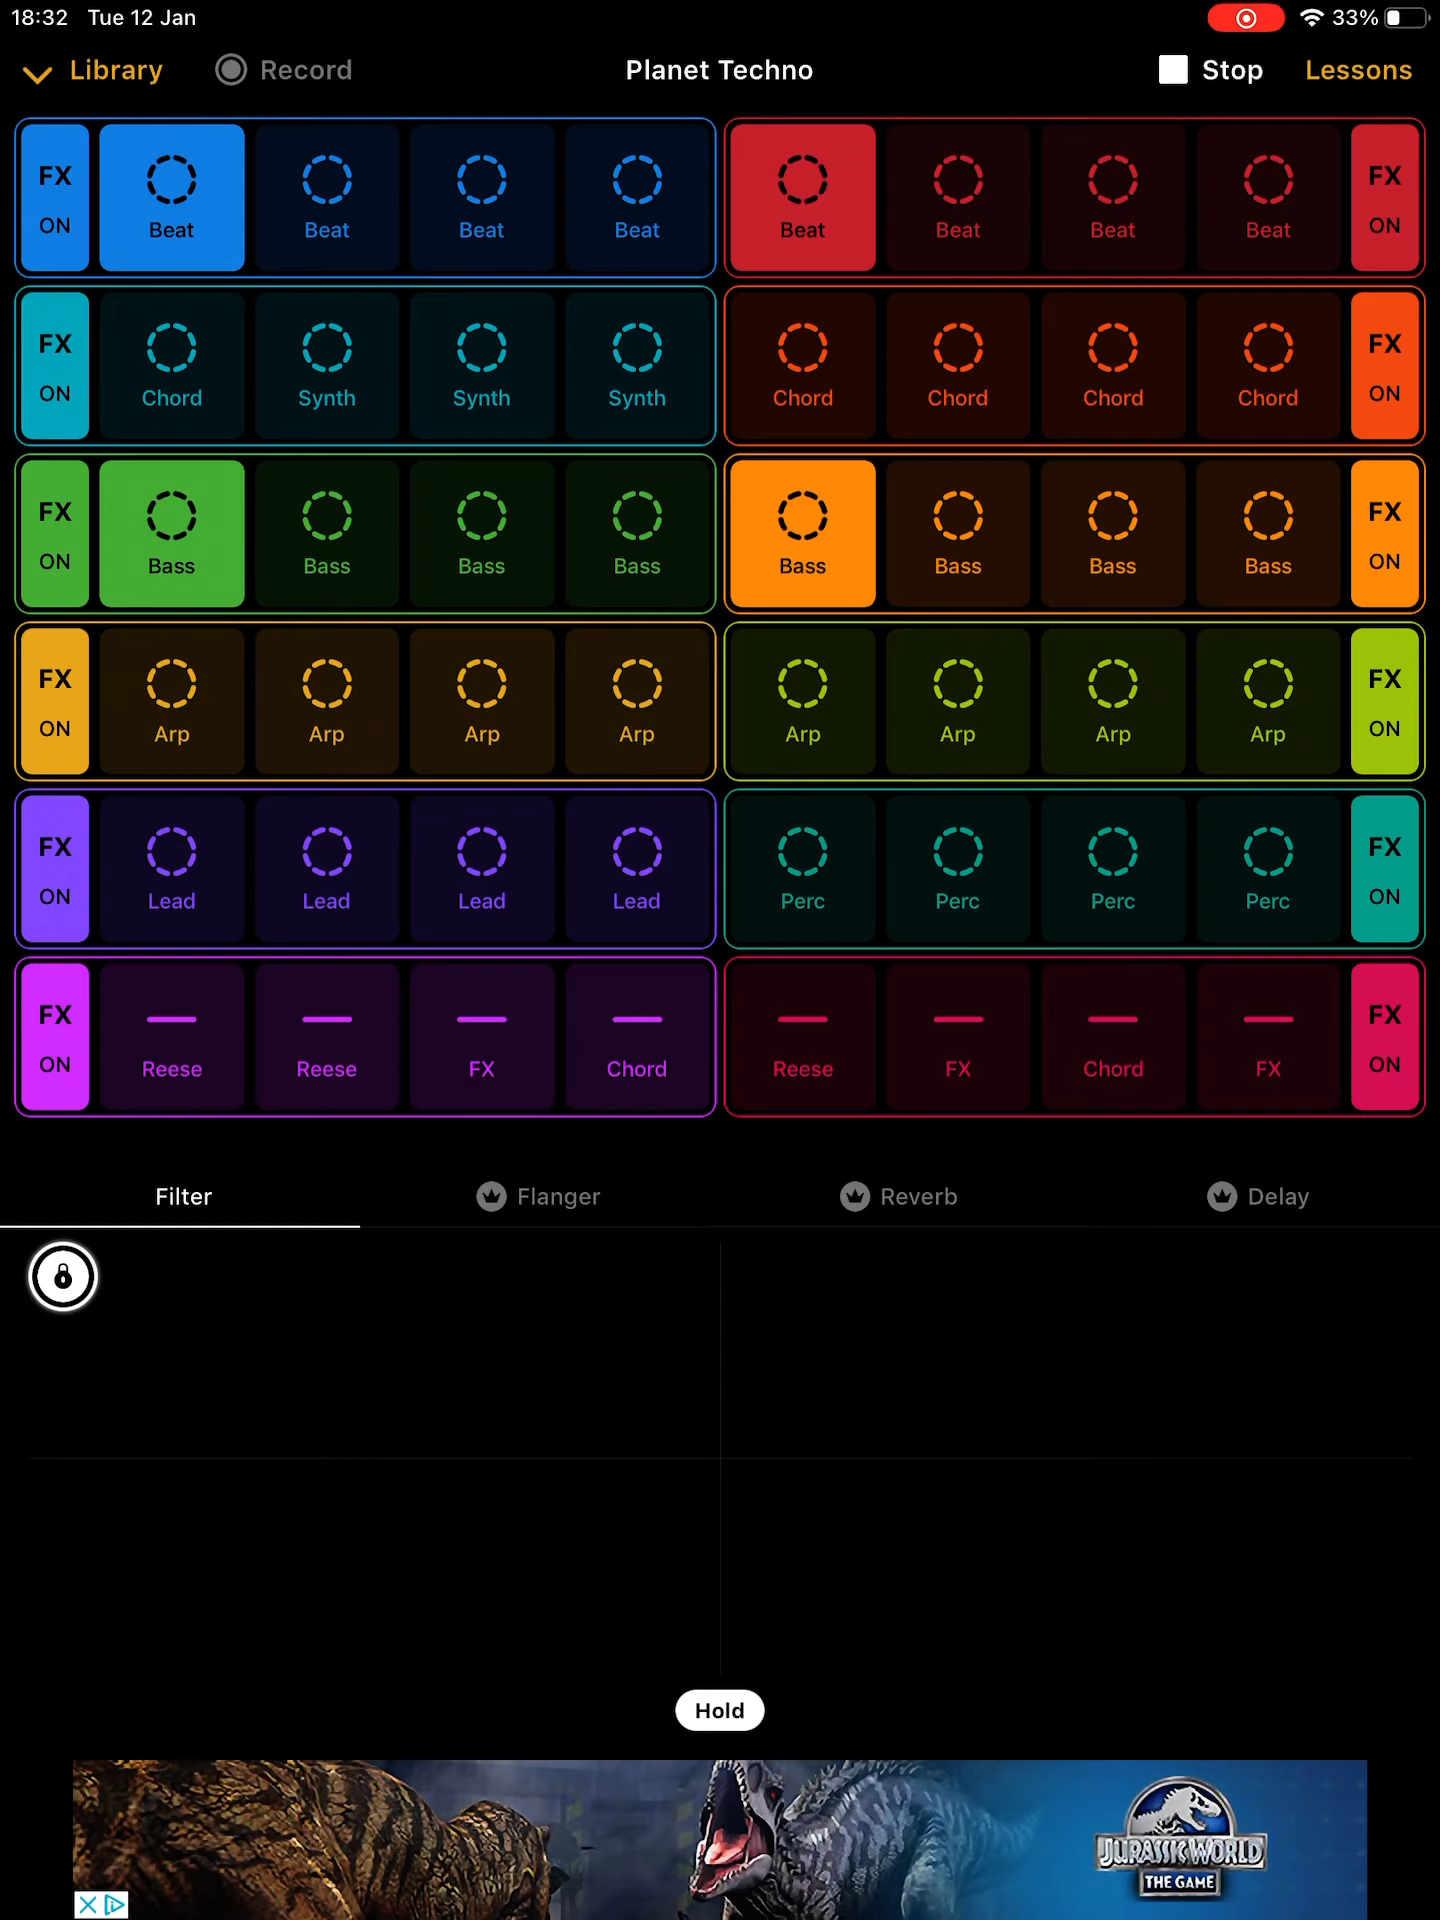 18:32 Tue 12 Jan 33%
Library Record Planet Techno Stop Lessons
FX Beat Beat Beat Beat Beat Beat Beat Beat FX
ON ON
FX Chord Synth Synth Synth Chord Chord Chord Chord FX
ON ON
FX Bass Bass Bass Bass Bass Bass Bass Bass FX
ON ON
FX Arp Arp Arp Arp Arp Arp Arp Arp FX
ON ON
FX Lead Lead Lead Lead Perc Perc Perc Perc FX
ON ON
FX Reese Reese FX Chord Reese FX Chord FX FX
ON ON
Filter Flanger Reverb Delay
Hold
JURASSIC WORLD
THE GAME